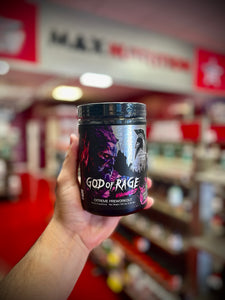 MAX NUTRITION
GOD OF RAGE
EXTREME PREWORKOUT